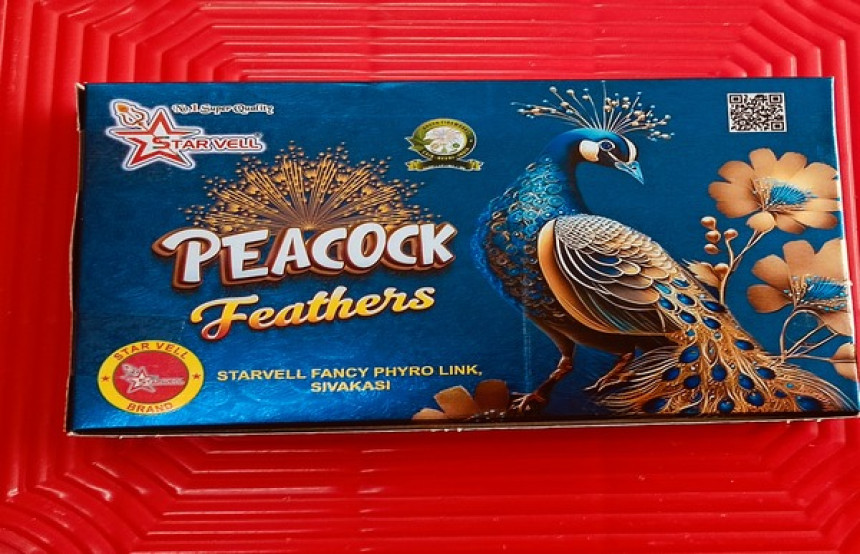 No.1 Super Quality
STAR VELL
PEACOCK
Feathers
STAR VELL
BRAND
STARVELL FANCY PHYRO LINK,
SIVAKASI